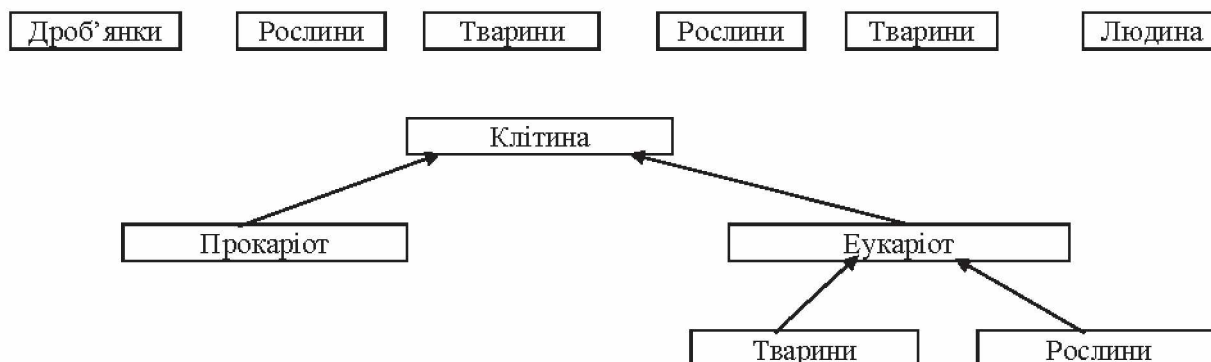 Дроб’янки Рослини Тварини Рослини Тварини Людина
Клітина
Прокаріот Еукаріот
Тварини Рослини